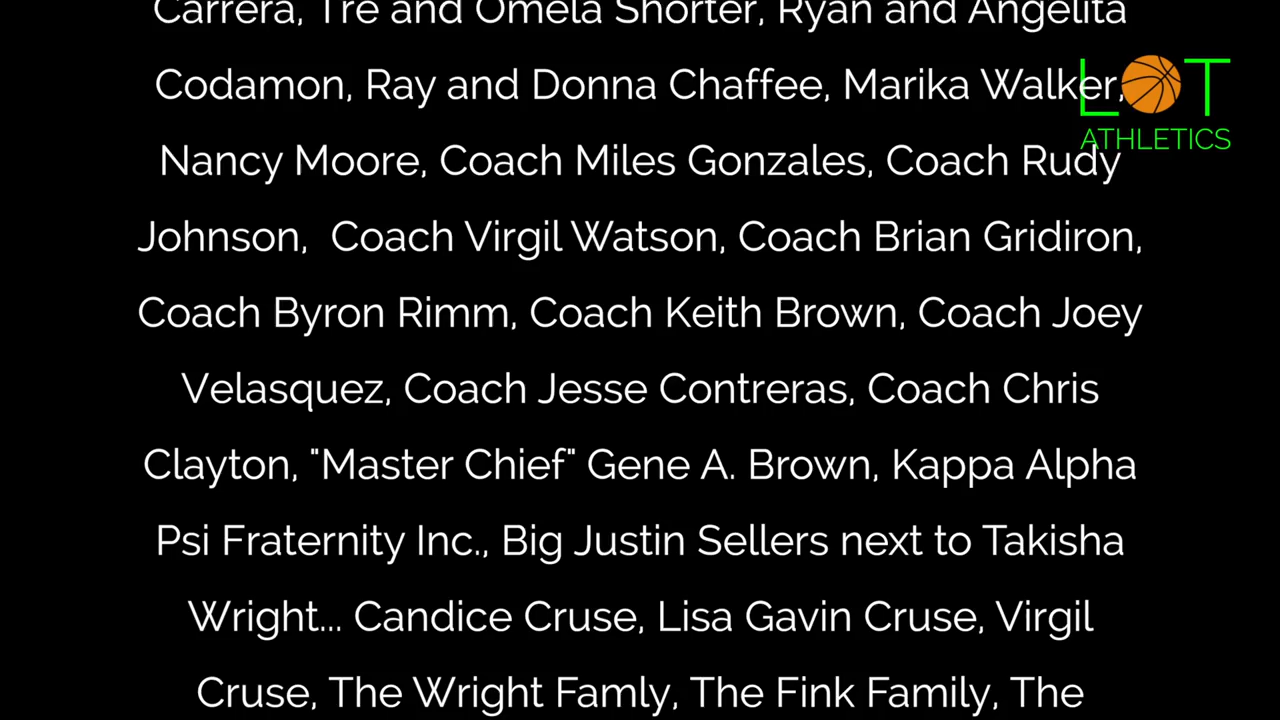 Carrera, Tre and Omela Shorter, Ryan and Angelita
Codamon, Ray and Donna Chaffee, Marika Walker,
Nancy Moore, Coach Miles Gonzales, Coach Rudy
Johnson,  Coach Virgil Watson, Coach Brian Gridiron,
Coach Byron Rimm, Coach Keith Brown, Coach Joey
Velasquez, Coach Jesse Contreras, Coach Chris
Clayton, "Master Chief" Gene A. Brown, Kappa Alpha
Psi Fraternity Inc., Big Justin Sellers next to Takisha
Wright... Candice Cruse, Lisa Gavin Cruse, Virgil
Cruse, The Wright Famly, The Fink Family, The
LOT
ATHLETICS